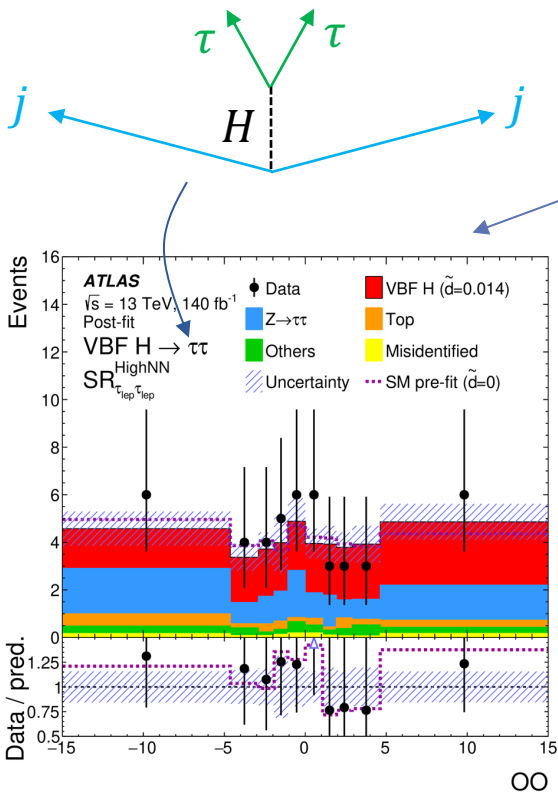 τ τ
j H j
Events
16
14
12
10
8
6
4
2
0
ATLAS
√s = 13 TeV, 140 fb⁻¹
Post-fit
VBF H → ττ
SR^HighNN_τlepτlep
Data
VBF H (d̃=0.014)
Z→ττ
Top
Others
Misidentified
Uncertainty
SM pre-fit (d̃=0)
Data / pred.
1.25
1
0.75
0.5
−15 −10 −5 0 5 10 15
OO